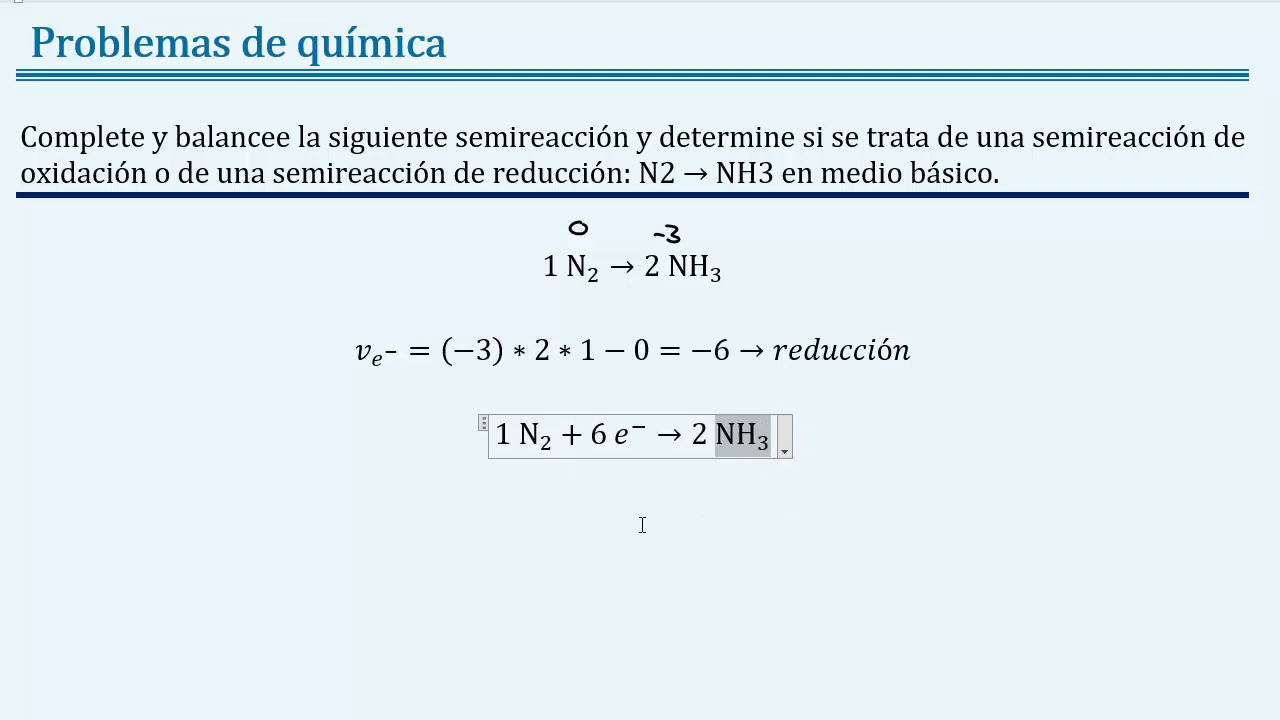 Problemas de química
Complete y balancee la siguiente semireacción y determine si se trata de una semireacción de
oxidación o de una semireacción de reducción: N2 → NH3 en medio básico.
0 -3
1 N₂ → 2 NH₃
𝑣ₑ− = (−3) ∗ 2 ∗ 1 − 0 = −6 → 𝑟𝑒𝑑𝑢𝑐𝑐𝑖ó𝑛
1 N₂ + 6 𝑒⁻ → 2 NH₃